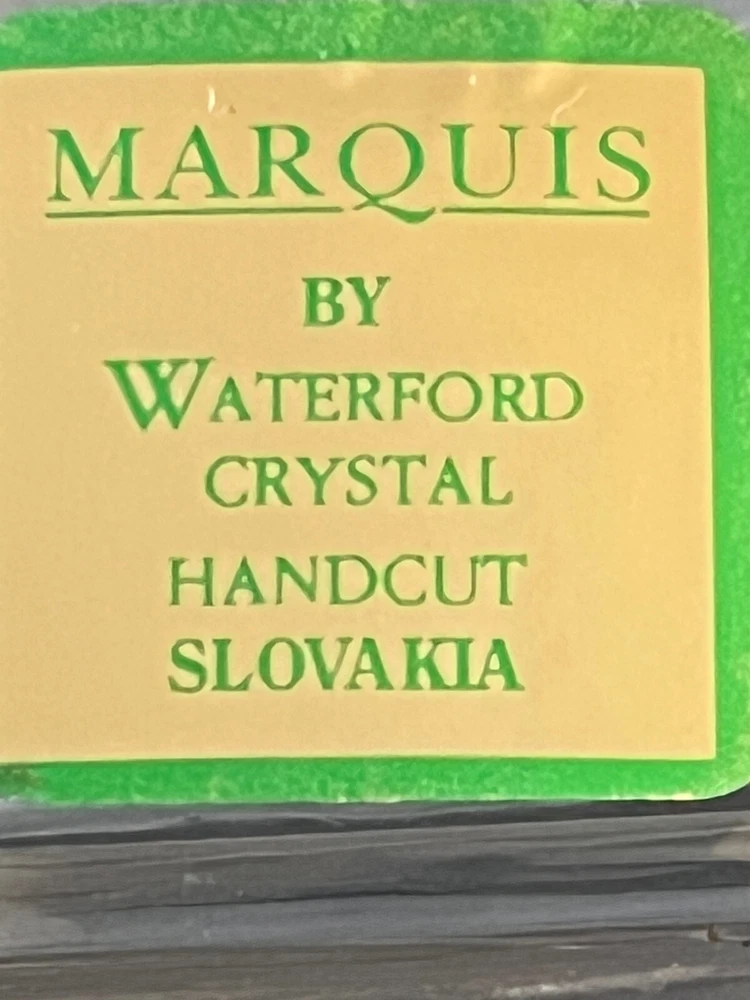 MARQUIS
BY
WATERFORD
CRYSTAL
HANDCUT
SLOVAKIA